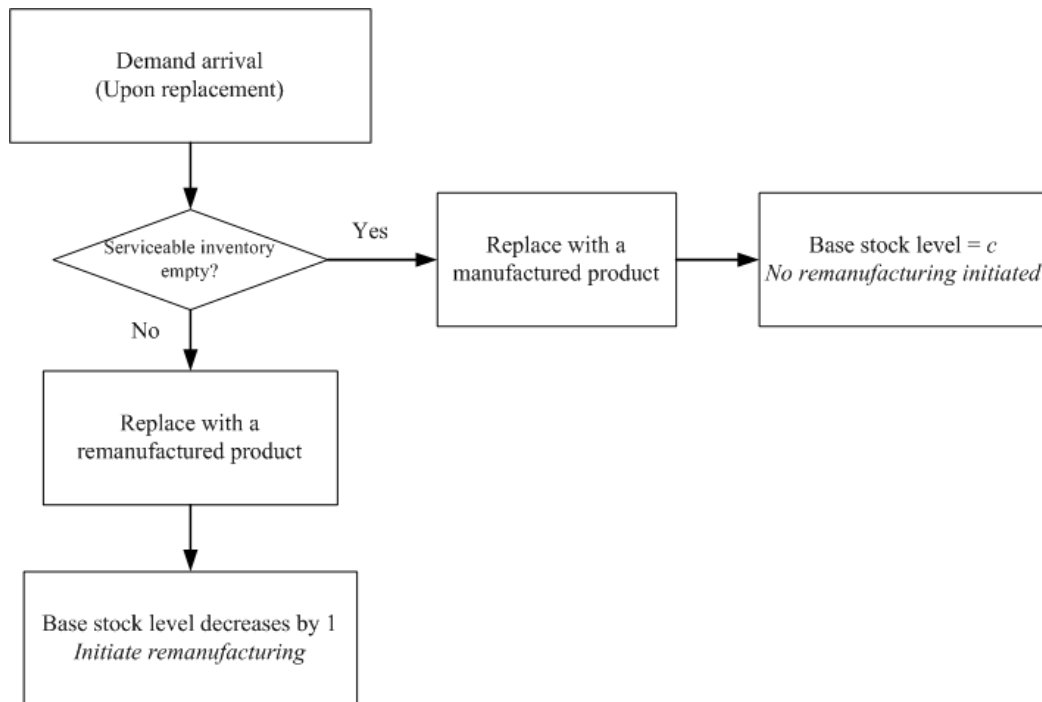 Demand arrival
(Upon replacement)
Serviceable inventory
empty?
Yes
Replace with a
manufactured product
Base stock level = c
No remanufacturing initiated
No
Replace with a
remanufactured product
Base stock level decreases by 1
Initiate remanufacturing